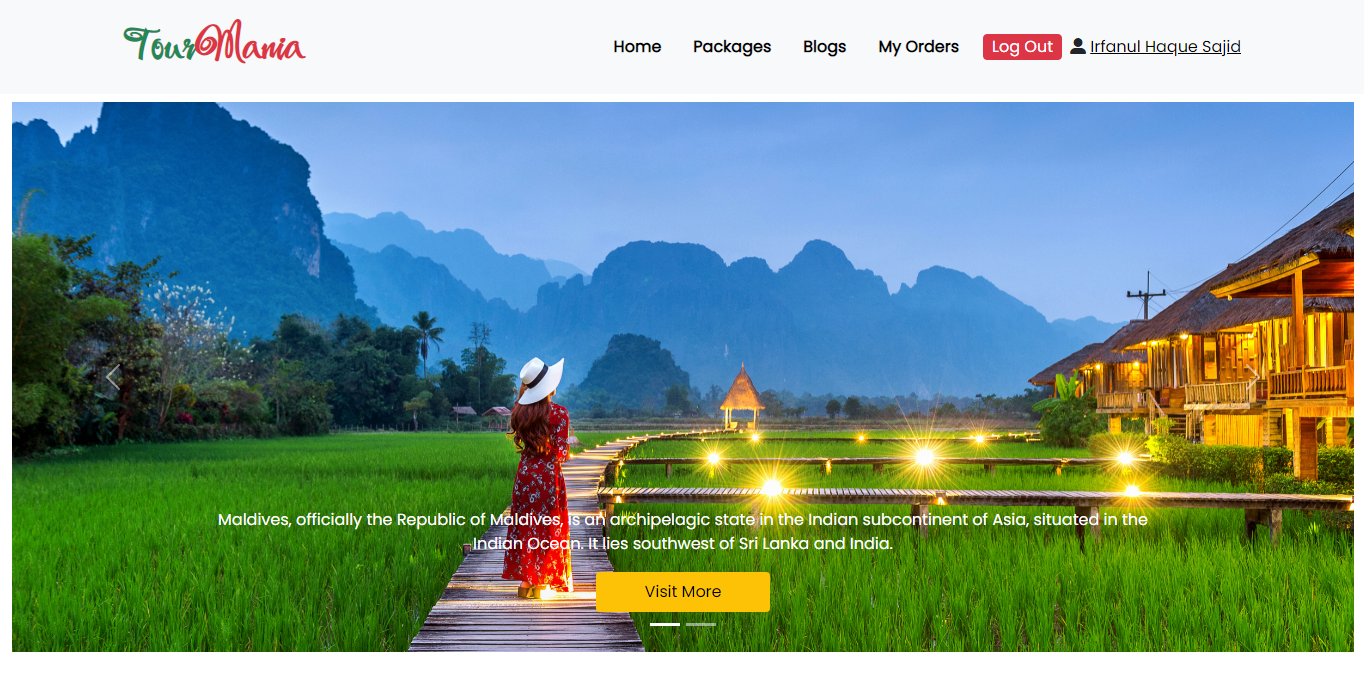 TourMania
Home Packages Blogs My Orders Log Out Irfanul Haque Sajid
Maldives, officially the Republic of Maldives, is an archipelagic state in the Indian subcontinent of Asia, situated in the
Indian Ocean. It lies southwest of Sri Lanka and India.
Visit More